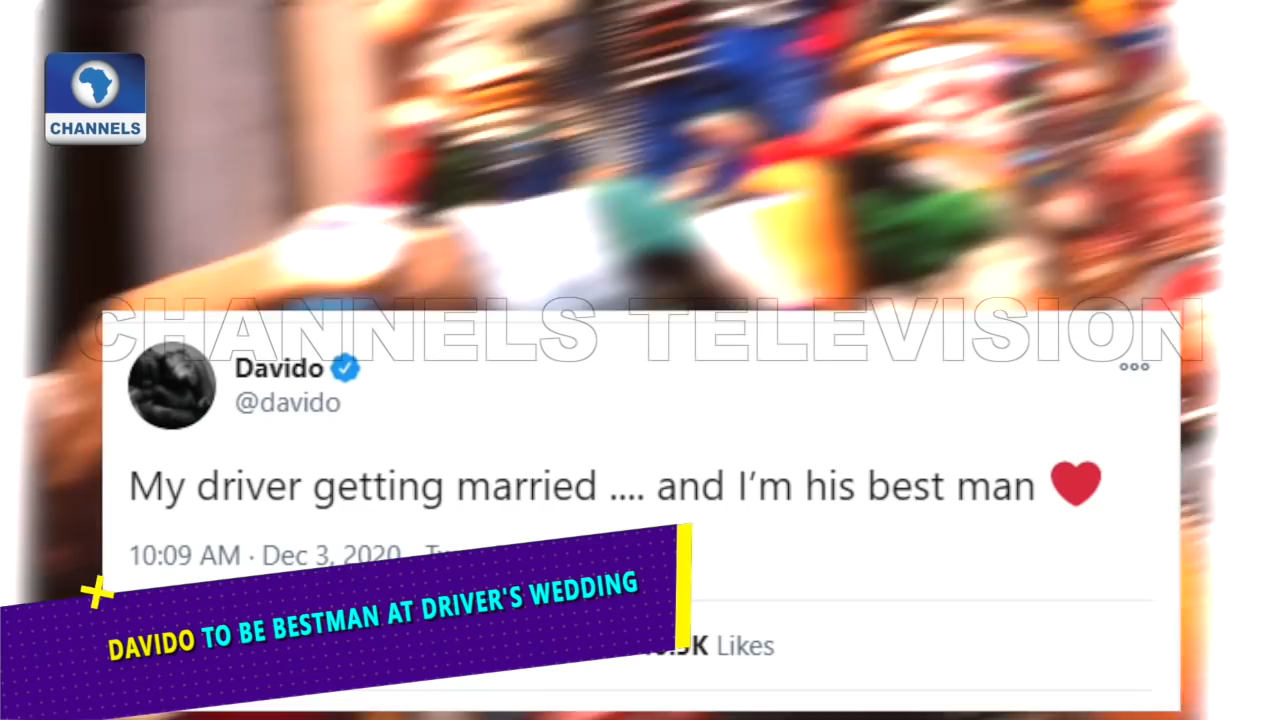 CHANNELS
CHANNELS TELEVISION
Davido
@davido
My driver getting married .... and I’m his best man ❤️
10:09 AM · Dec 3, 2020
DAVIDO TO BE BESTMAN AT DRIVER'S WEDDING
Likes